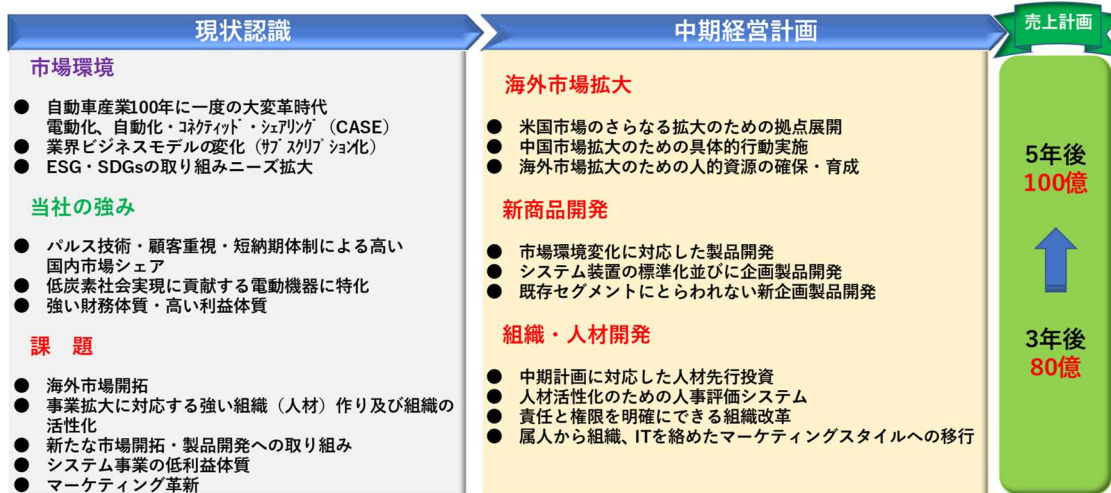 現状認識
市場環境
● 自動車産業100年に一度の大変革時代
電動化、自動化・ｺﾈｸﾃｨｯﾄﾞ・ｼｪｱﾘﾝｸﾞ（CASE）
● 業界ビジネスモデルの変化（ｻﾌﾞｽｸﾘﾌﾟｼｮﾝ化）
● ESG・SDGsの取り組みニーズ拡大
当社の強み
● パルス技術・顧客重視・短納期体制による高い
国内市場シェア
● 低炭素社会実現に貢献する電動機器に特化
● 強い財務体質・高い利益体質
課　題
● 海外市場開拓
● 事業拡大に対応する強い組織（人材）作り及び組織の
活性化
● 新たな市場開拓・製品開発への取り組み
● システム事業の低利益体質
● マーケティング革新
中期経営計画
海外市場拡大
● 米国市場のさらなる拡大のための拠点展開
● 中国市場拡大のための具体的行動実施
● 海外市場拡大のための人的資源の確保・育成
新商品開発
● 市場環境変化に対応した製品開発
● システム装置の標準化並びに企画製品開発
● 既存セグメントにとらわれない新企画製品開発
組織・人材開発
● 中期計画に対応した人材先行投資
● 人材活性化のための人事評価システム
● 責任と権限を明確にできる組織改革
● 属人から組織、ITを絡めたマーケティングスタイルへの移行
売上計画
5年後
100億
3年後
80億